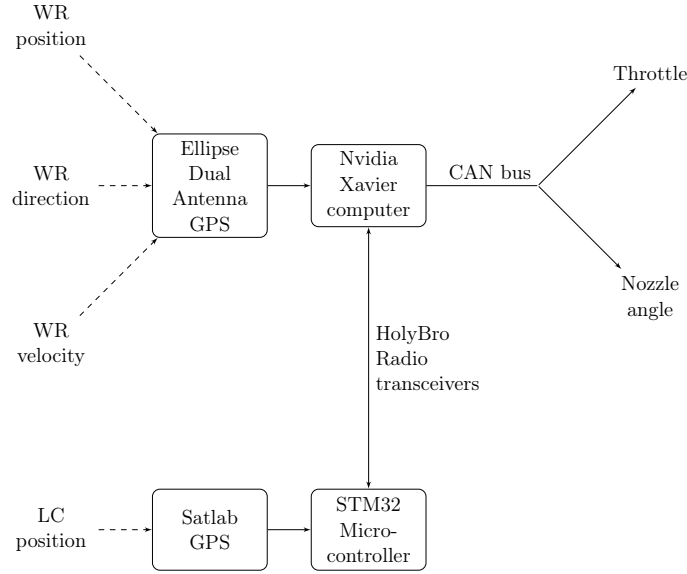 WR
position
Throttle
Ellipse
Dual
Antenna
GPS
Nvidia
Xavier
computer
CAN bus
WR
direction
Nozzle
angle
WR
velocity
HolyBro
Radio
transceivers
LC
position
Satlab
GPS
STM32
Micro-
controller